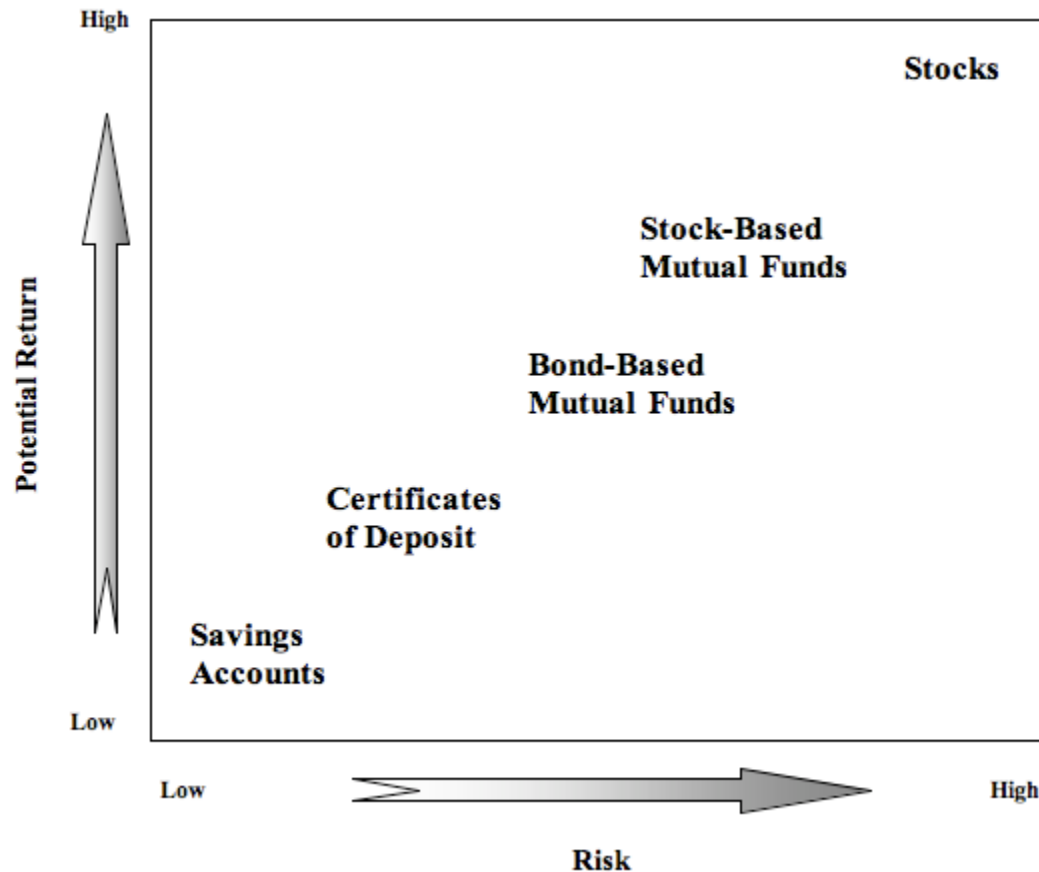 High
Stocks
Stock-Based
Mutual Funds
Potential Return
Bond-Based
Mutual Funds
Certificates
of Deposit
Savings
Accounts
Low
Low
High
Risk